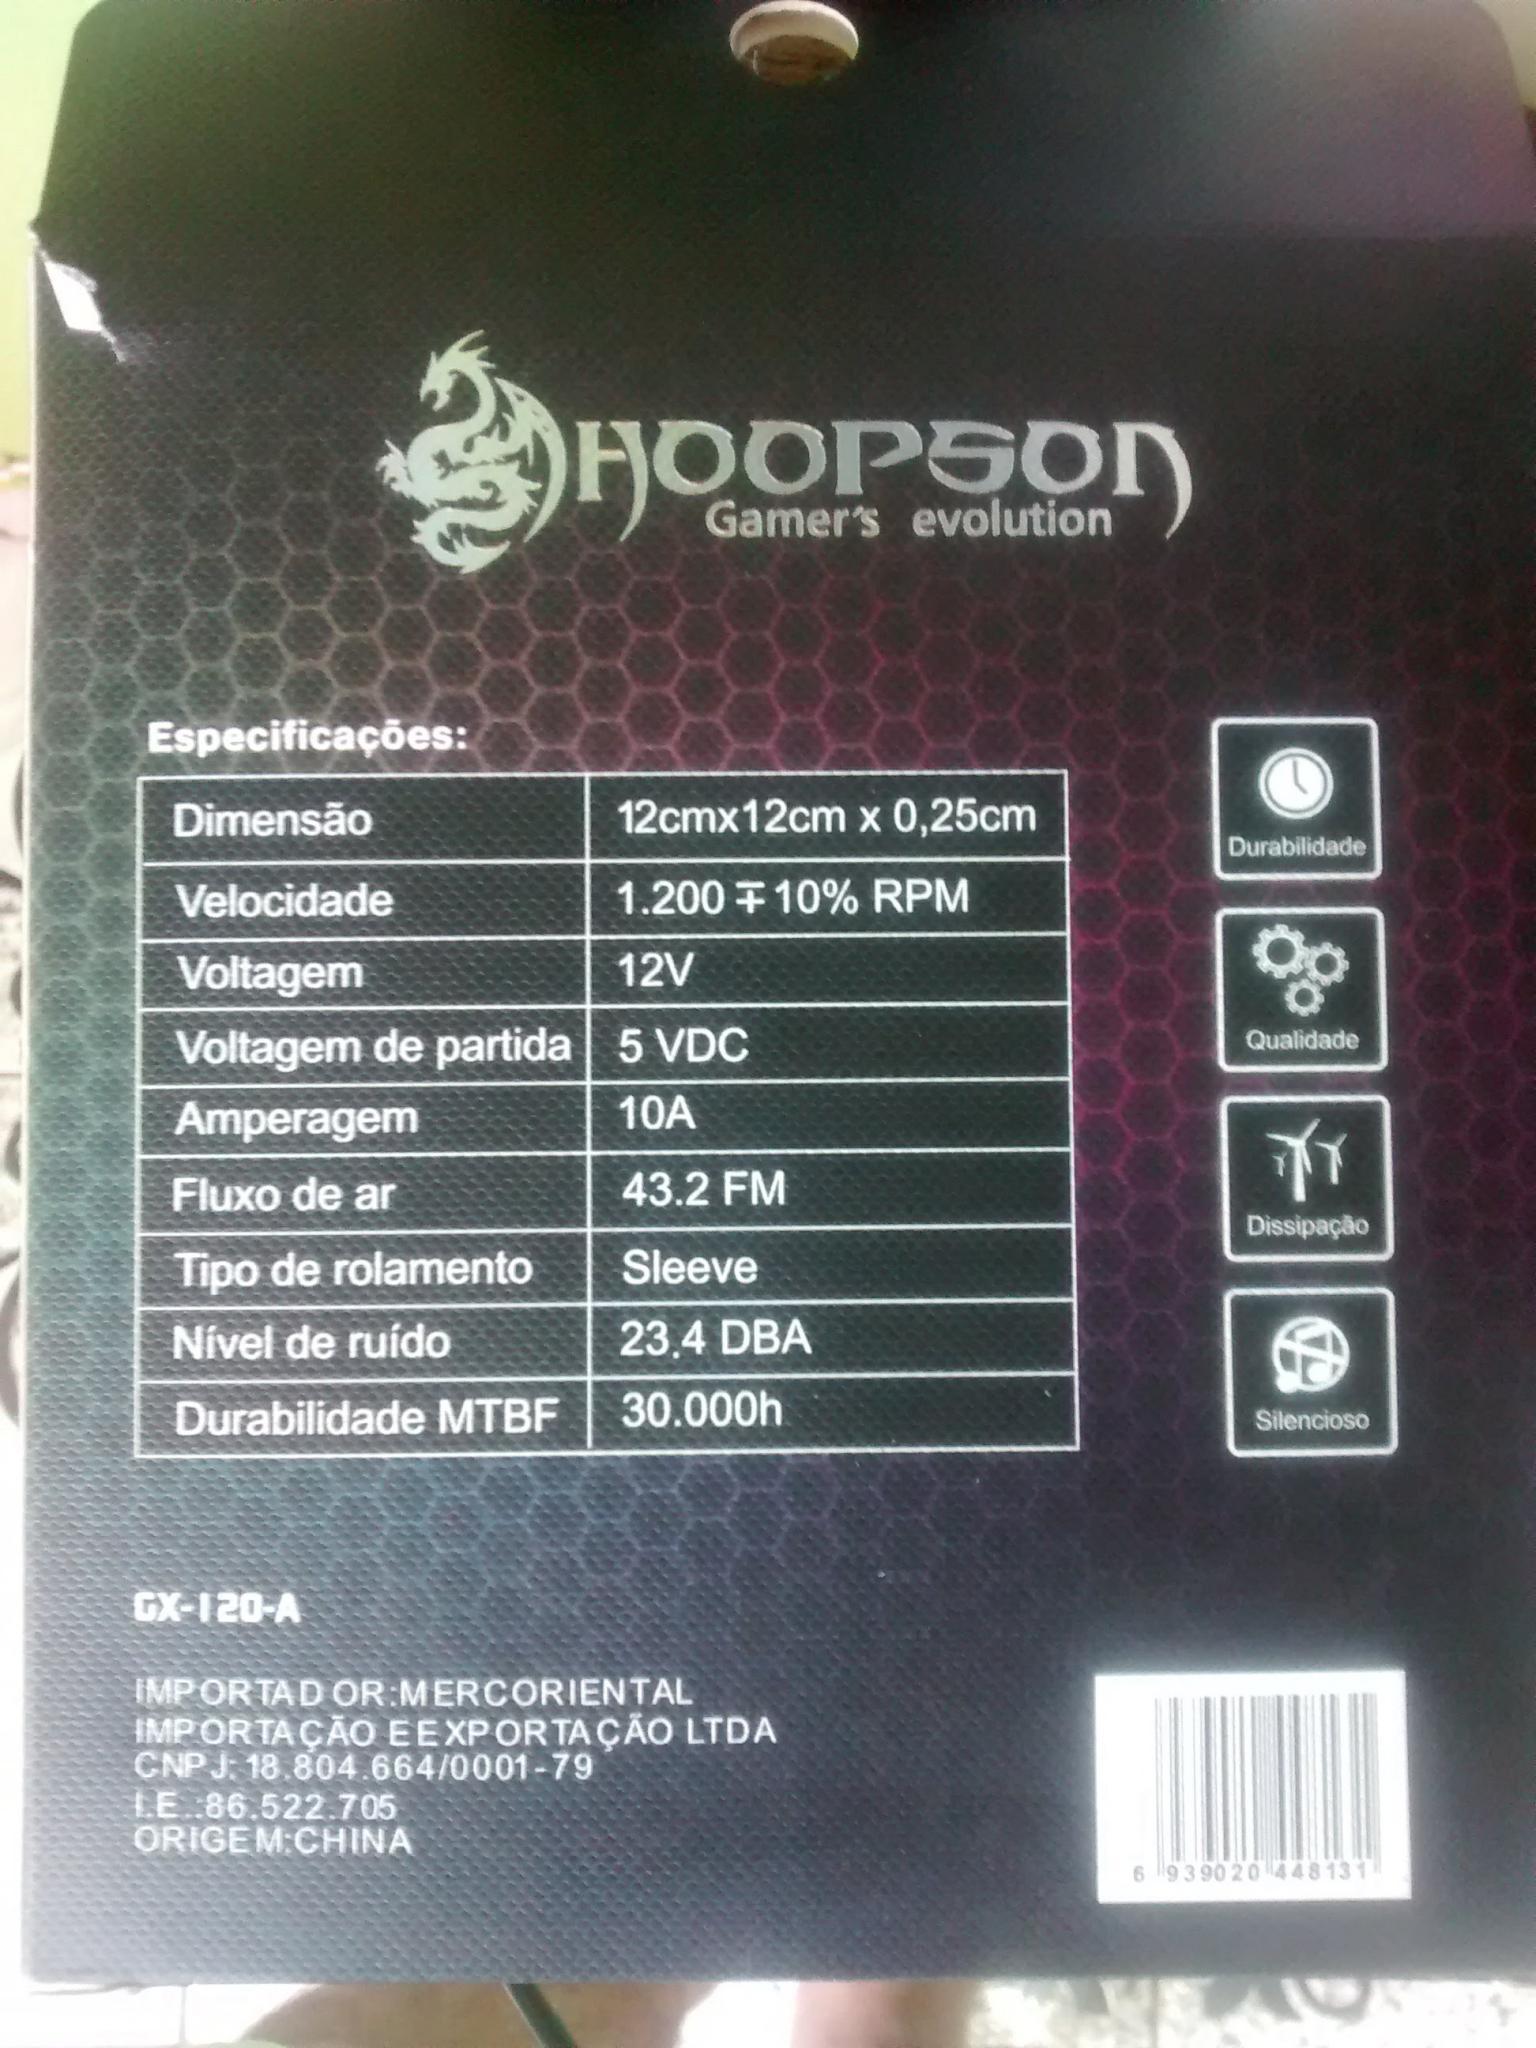 HOOPSON
Gamer's evolution
Especificações:
Dimensão 12cmx12cm x 0,25cm
Velocidade 1.200 ∓10% RPM
Voltagem 12V
Voltagem de partida 5 VDC
Amperagem 10A
Fluxo de ar 43.2 FM
Tipo de rolamento Sleeve
Nível de ruído 23,4 DBA
Durabilidade MTBF 30.000h
Durabilidade
Qualidade
Dissipação
Silencioso
GX-120-A
IMPORTADOR:MERCORIENTAL
IMPORTAÇÃO E EXPORTAÇÃO LTDA
CNPJ: 18.804.664/0001-79
I.E.:86.522.705
ORIGEM:CHINA
6 939020 448131